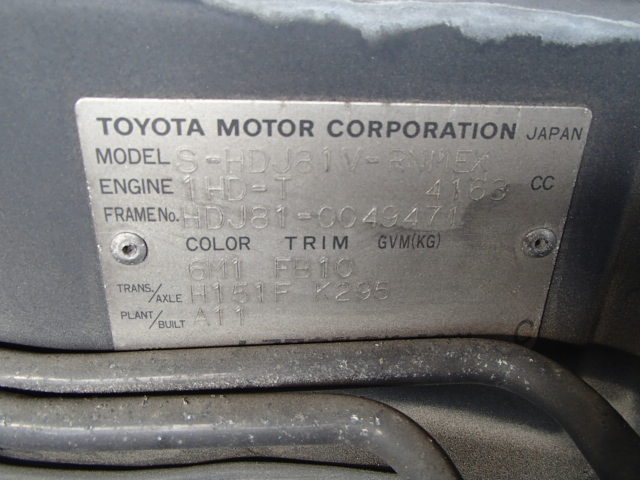 TOYOTA MOTOR CORPORATION JAPAN
MODEL S-HDJ81V-RNMEX
ENGINE 1HD-T 4163 CC
FRAME No. HDJ81-0049471
COLOR TRIM GVM(KG)
6M1 FB10
TRANS./AXLE H151F K295
PLANT/BUILT A11